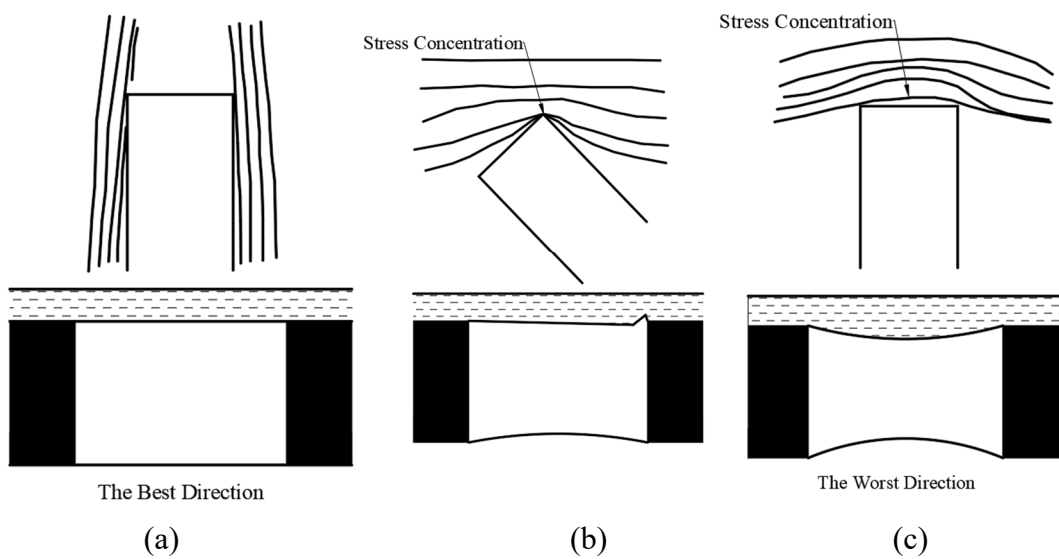 Stress Concentration
Stress Concentration
The Best Direction
The Worst Direction
(a)
(b)
(c)